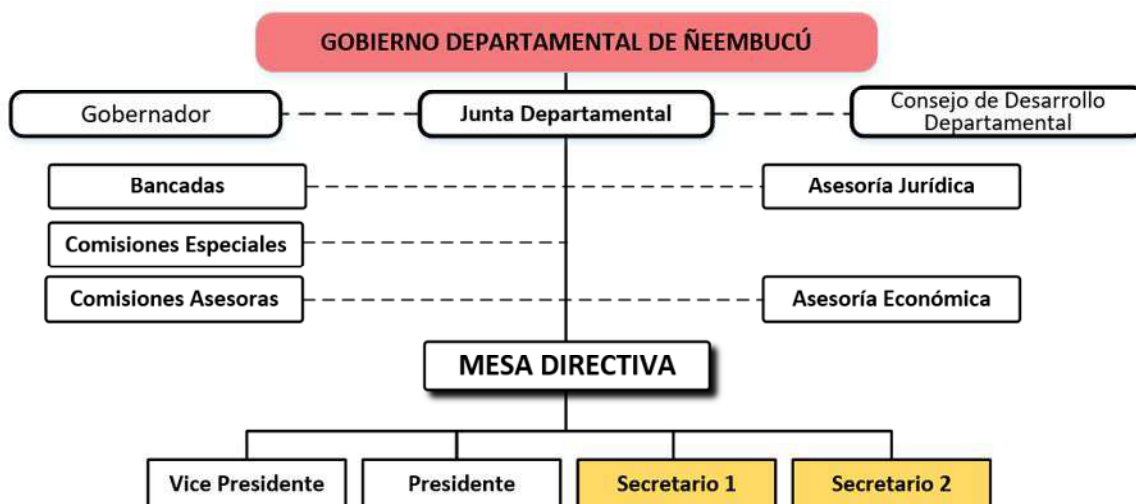 GOBIERNO DEPARTAMENTAL DE ÑEEMBUCÚ
Gobernador
Junta Departamental
Consejo de Desarrollo
Departamental
Bancadas
Asesoría Jurídica
Comisiones Especiales
Comisiones Asesoras
Asesoría Económica
MESA DIRECTIVA
Vice Presidente
Presidente
Secretario 1
Secretario 2